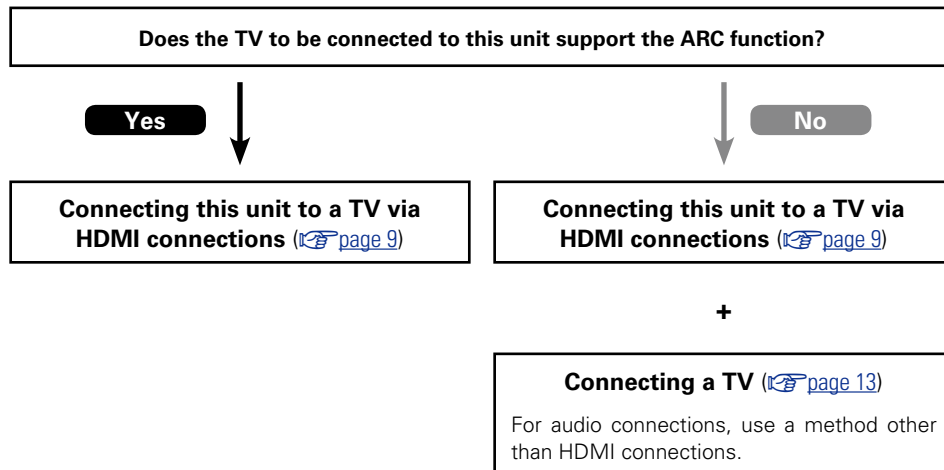 Does the TV to be connected to this unit support the ARC function?
Yes
No
Connecting this unit to a TV via
HDMI connections (page 9)
Connecting this unit to a TV via
HDMI connections (page 9)
+
Connecting a TV (page 13)
For audio connections, use a method other
than HDMI connections.